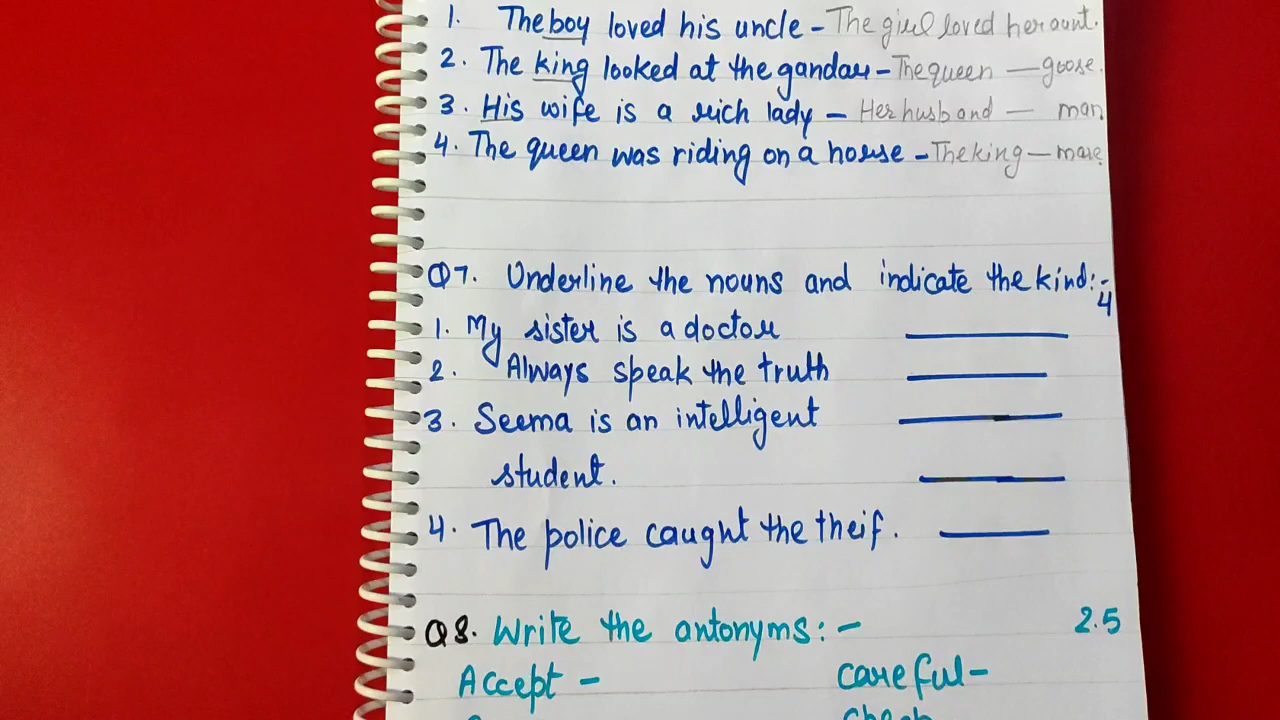 1. The boy loved his uncle - The girl loved her aunt.
2. The king looked at the gandar - The queen — goose.
3. His wife is a rich lady - Her husband — man
4. The queen was riding on a horse - The king — mare
Q7. Underline the nouns and indicate the kind:- 4
1. My sister is a doctor
2. Always speak the truth
3. Seema is an intelligent
student.
4. The police caught the theif.
Q8. Write the antonyms:- 2.5
Accept - Careful-